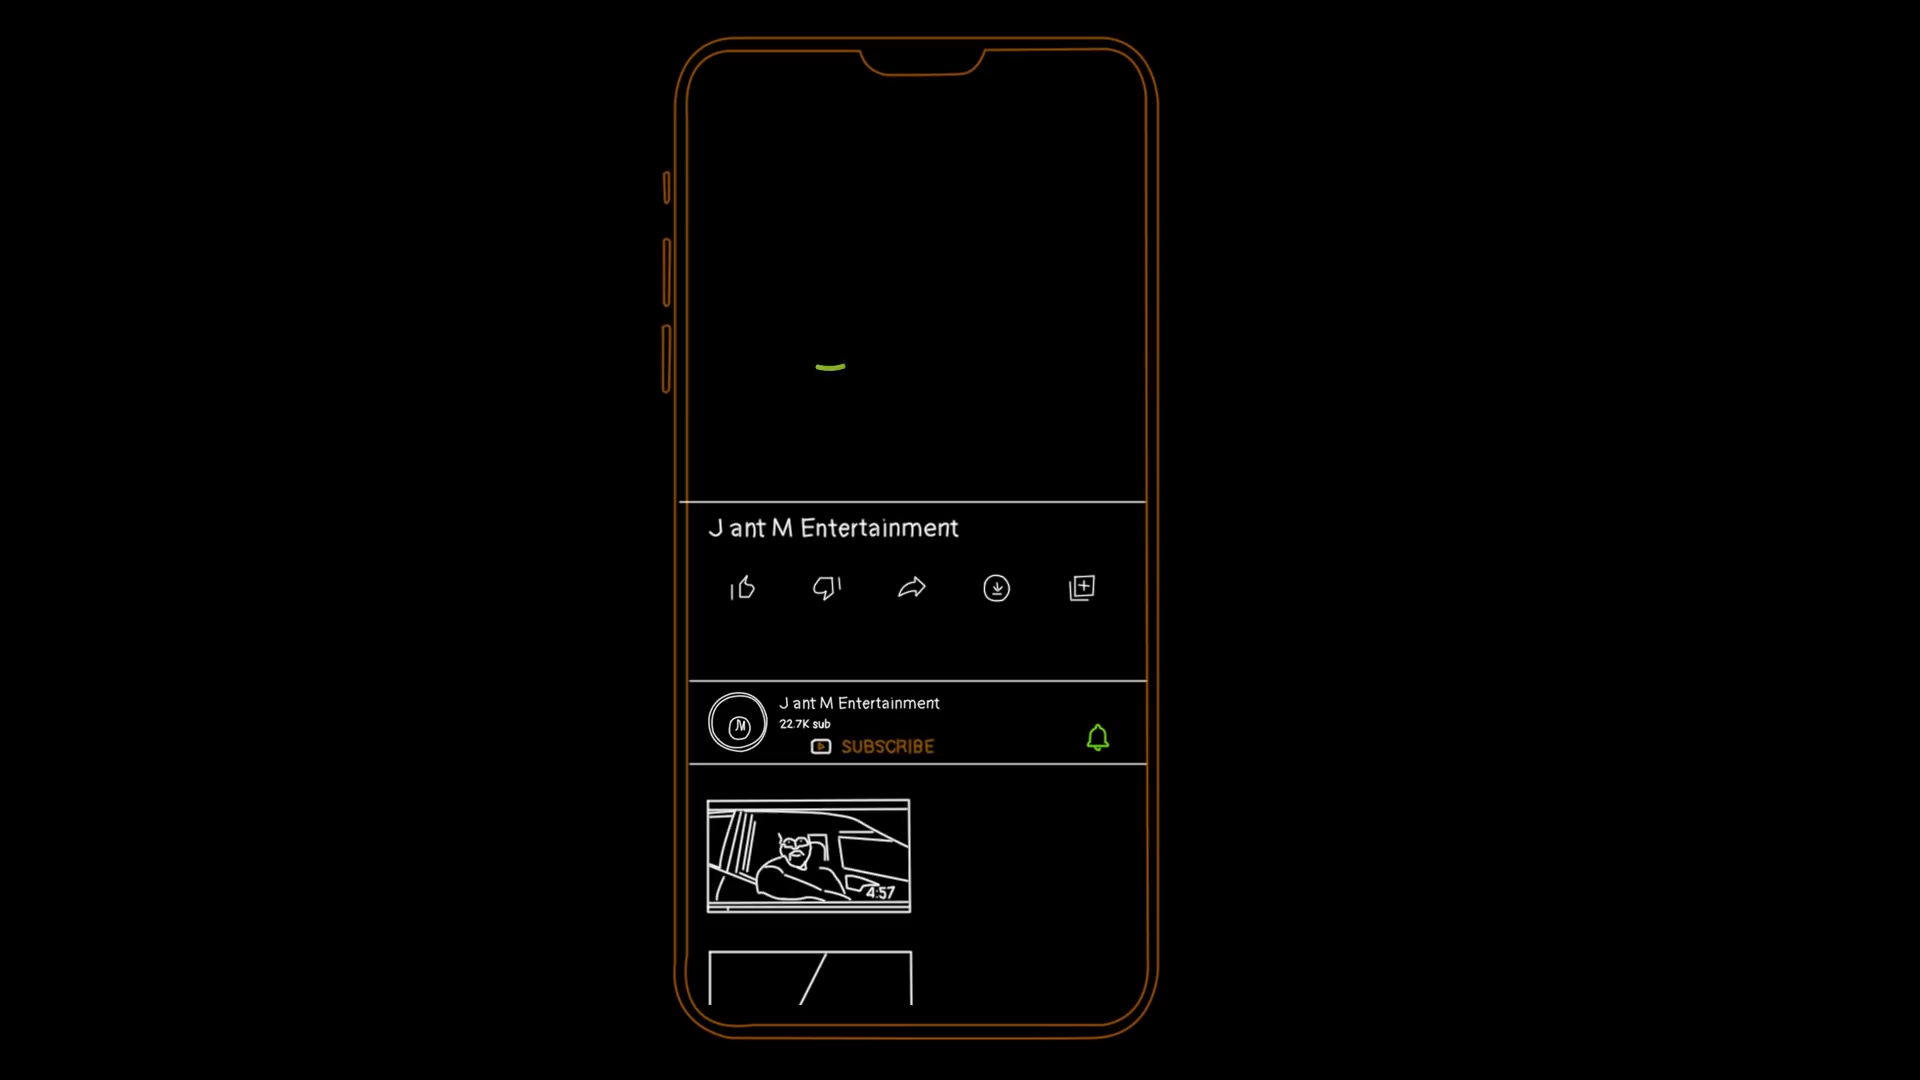 J ant M Entertainment
J ant M Entertainment
22.7K sub
M
SUBSCRIBE
4:57